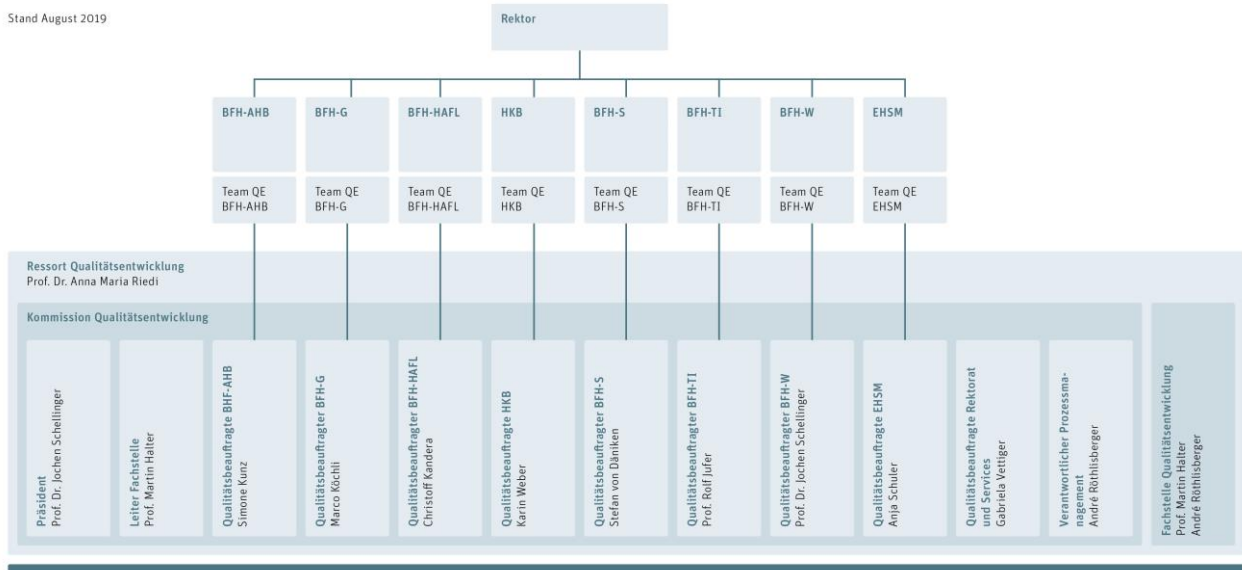 Stand August 2019
Rektor
BFH-AHB
BFH-G
BFH-HAFL
HKB
BFH-S
BFH-TI
BFH-W
EHSM
Team QE
BFH-AHB
Team QE
BFH-G
Team QE
BFH-HAFL
Team QE
HKB
Team QE
BFH-S
Team QE
BFH-TI
Team QE
BFH-W
Team QE
EHSM
Ressort Qualitätsentwicklung
Prof. Dr. Anna Maria Riedi
Kommission Qualitätsentwicklung
Präsident
Prof. Dr. Jochen Schellinger
Leiter Fachstelle
Prof. Martin Halter
Qualitätsbeauftragte BHF-AHB
Simone Kunz
Qualitätsbeauftragter BFH-G
Marco Köchli
Qualitätsbeauftragter BFH-HAFL
Christoff Kandera
Qualitätsbeauftragte HKB
Karin Weber
Qualitätsbeauftragter BFH-S
Stefan von Däniken
Qualitätsbeauftragter BFH-TI
Prof. Rolf Jufer
Qualitätsbeauftragter BFH-W
Prof. Dr. Jochen Schellinger
Qualitätsbeauftragte EHSM
Anja Schuler
Qualitätsbeauftragte Rektorat
und Services
Gabriela Vettiger
Verantwortlicher Prozessma-
nagement
André Röthlisberger
Fachstelle Qualitätsentwicklung
Prof. Martin Halter
André Röthlisberger